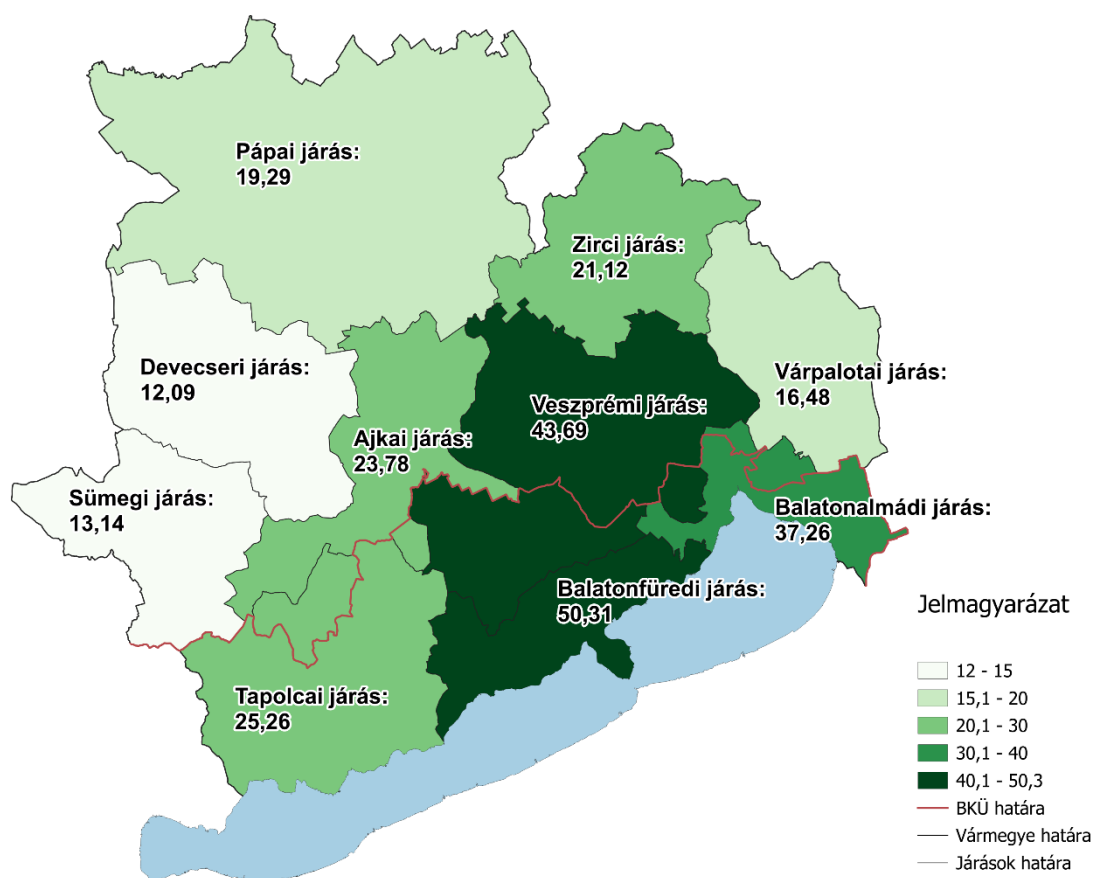 Pápai járás:
19,29
Zirci járás:
21,12
Devecseri járás:
12,09
Várpalotai járás:
16,48
Veszprémi járás:
43,69
Ajkai járás:
23,78
Sümegi járás:
13,14
Balatonalmádi járás:
37,26
Balatonfüredi járás:
50,31
Tapolcai járás:
25,26
Jelmagyarázat
12 - 15
15,1 - 20
20,1 - 30
30,1 - 40
40,1 - 50,3
BKÜ határa
Vármegye határa
Járások határa